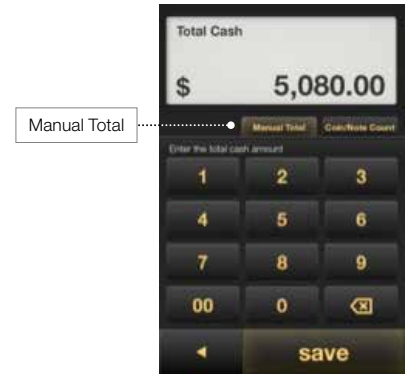 Total Cash
$ 5,080.00
Manual Total
Manual Total Coin/Note Count
Enter the total cash amount
1 2 3
4 5 6
7 8 9
00 0
save